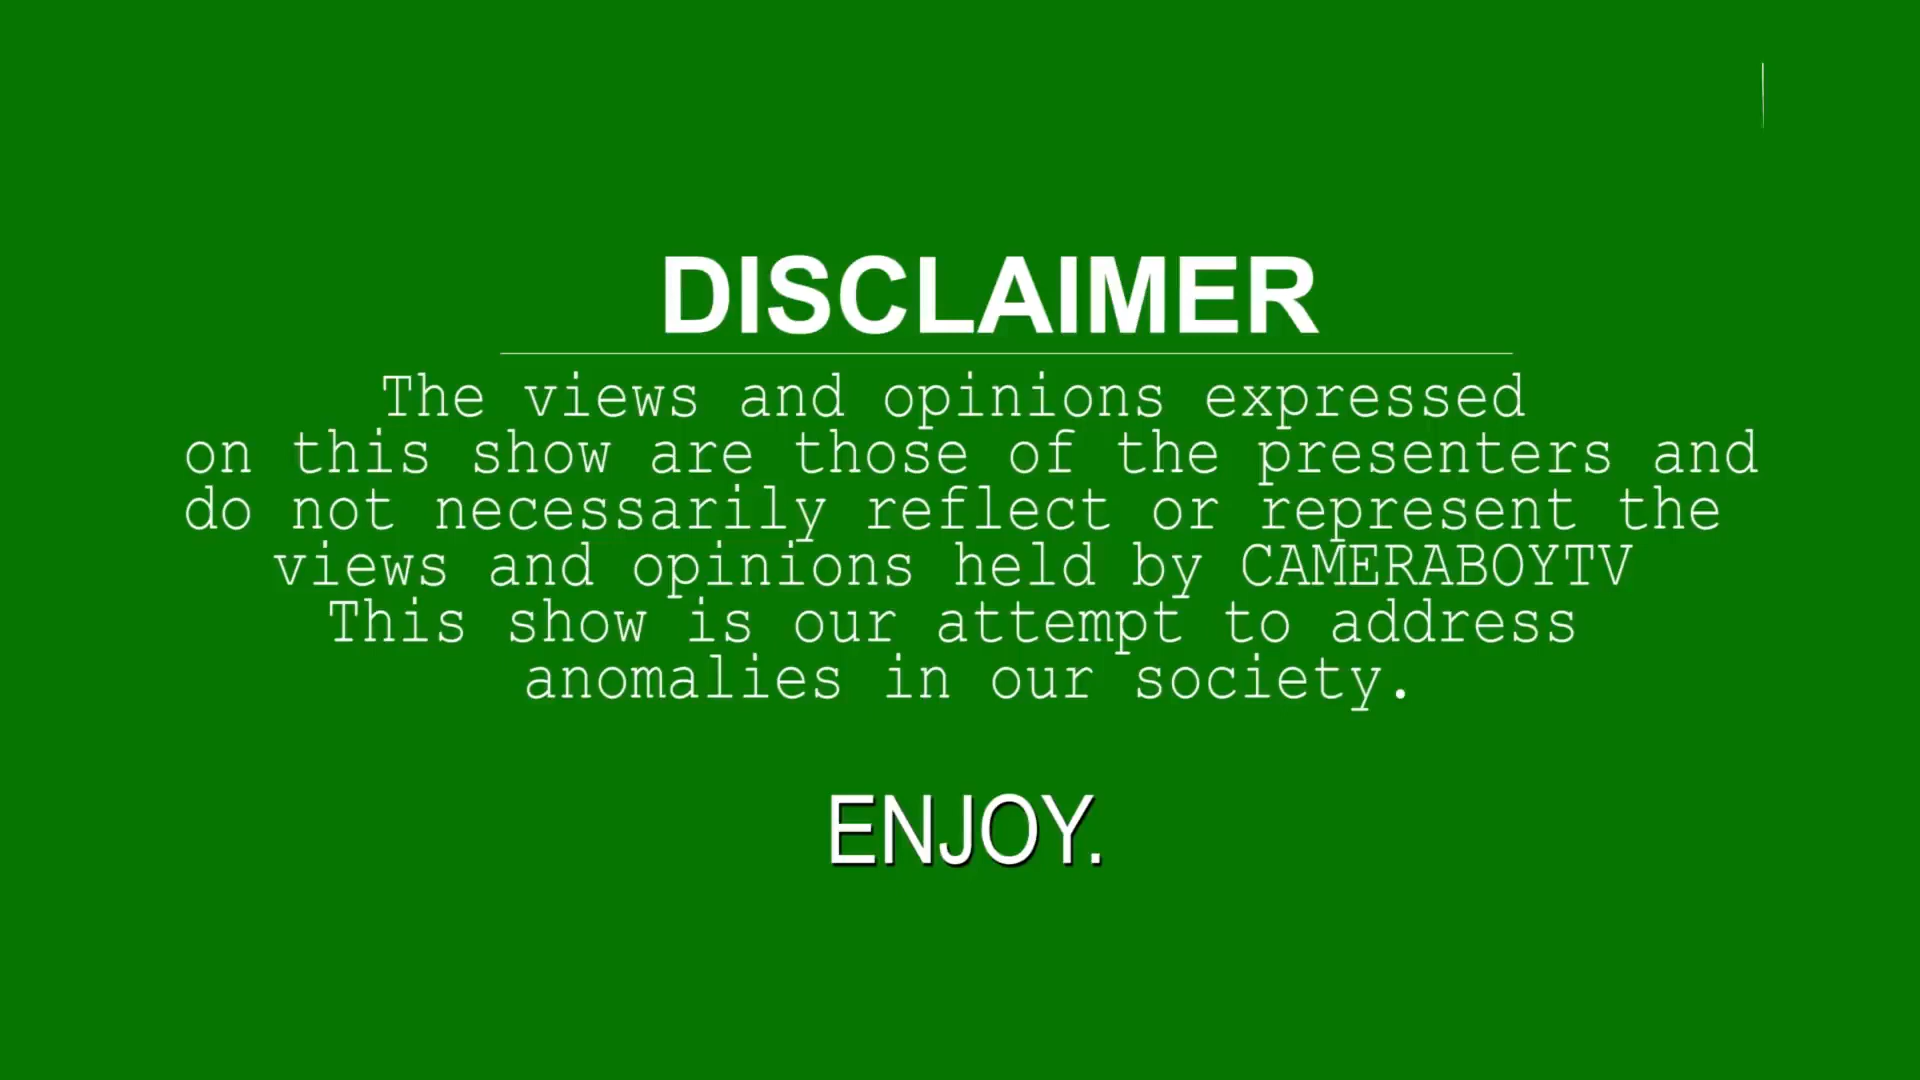 DISCLAIMER
The views and opinions expressed
on this show are those of the presenters and
do not necessarily reflect or represent the
views and opinions held by CAMERABOYTV
This show is our attempt to address
anomalies in our society.
ENJOY.